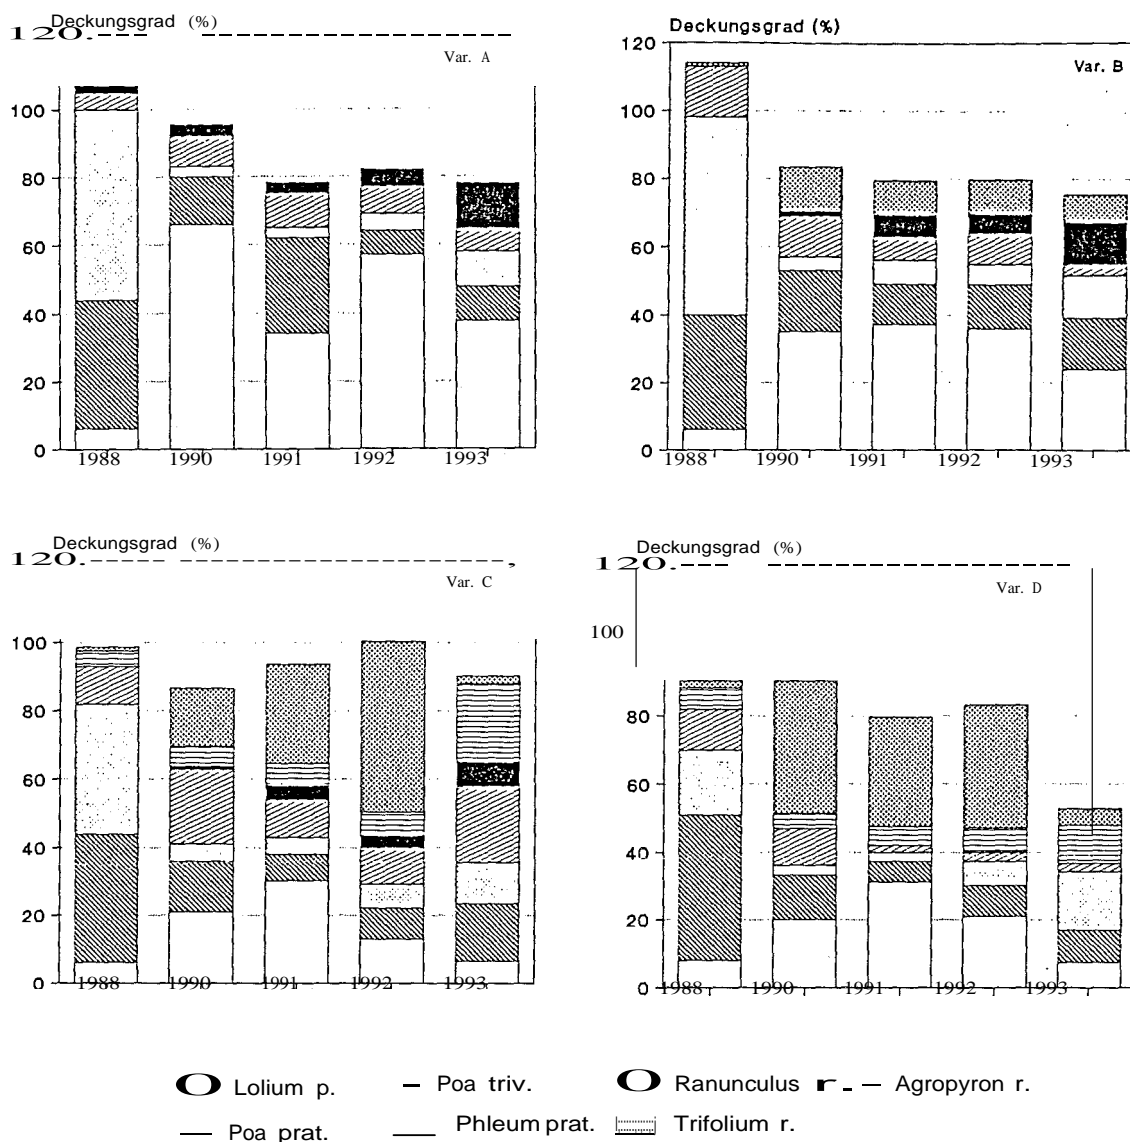 Deckungsgrad (%)
120.
Var. A
100
80
60
40
20
0
1988 1990 1991 1992 1993
Deckungsgrad (%)
120
Var. B
100
80
60
40
20
0
1988 1990 1991 1992 1993
Deckungsgrad (%)
120.
Var. C
100
80
60
40
20
0
1988 1990 1991 1992 1993
Deckungsgrad (%)
120.
Var. D
100
80
60
40
20
0
1988 1990 1991 1992 1993
Lolium p. Poa triv. Ranunculus r. Agropyron r.
Poa prat. Phleum prat. Trifolium r.